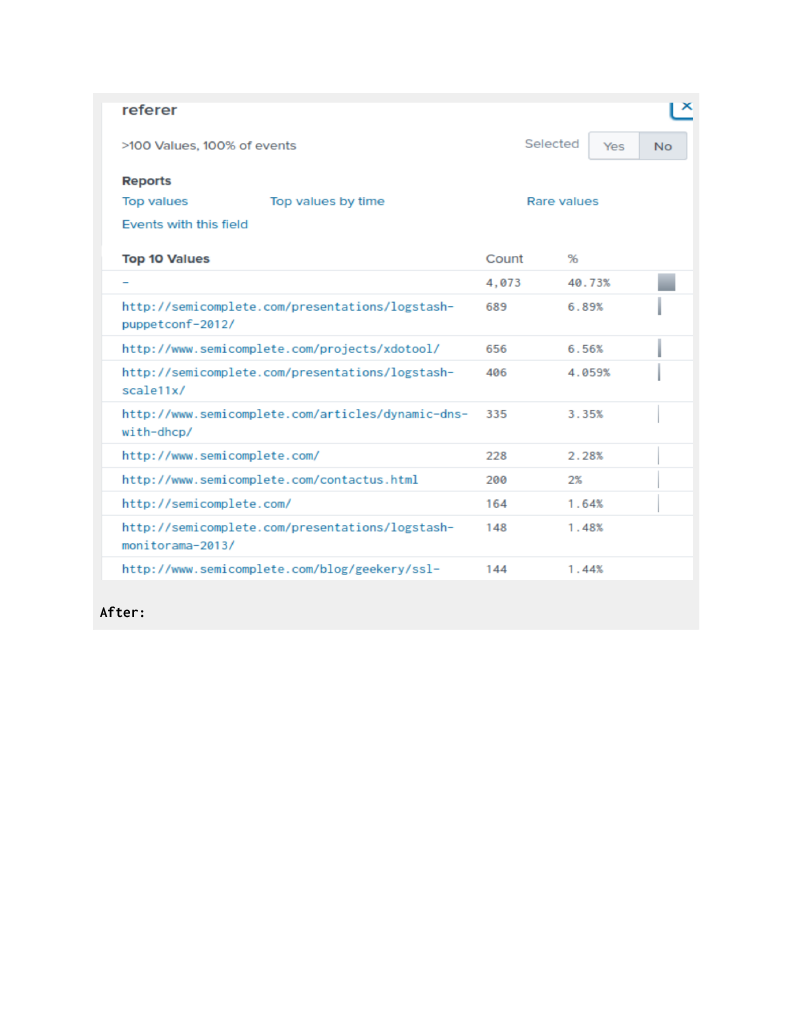 referer
>100 Values, 100% of events
Selected
Yes
No
Reports
Top values
Top values by time
Rare values
Events with this field
Top 10 Values Count %
– 4,073 40.73%
http://semicomplete.com/presentations/logstash- 689 6.89%
puppetconf-2012/
http://www.semicomplete.com/projects/xdotool/ 656 6.56%
http://semicomplete.com/presentations/logstash- 406 4.059%
scale11x/
http://www.semicomplete.com/articles/dynamic-dns- 335 3.35%
with-dhcp/
http://www.semicomplete.com/ 228 2.28%
http://www.semicomplete.com/contactus.html 200 2%
http://semicomplete.com/ 164 1.64%
http://semicomplete.com/presentations/logstash- 148 1.48%
monitorama-2013/
http://www.semicomplete.com/blog/geekery/ssl- 144 1.44%
After: